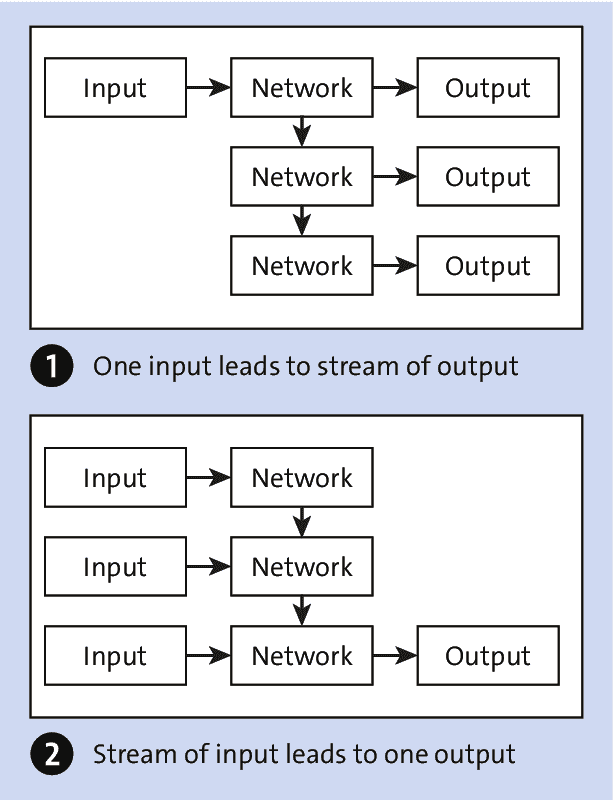 Input Network Output
Network Output
Network Output
1 One input leads to stream of output
Input Network
Input Network
Input Network Output
2 Stream of input leads to one output